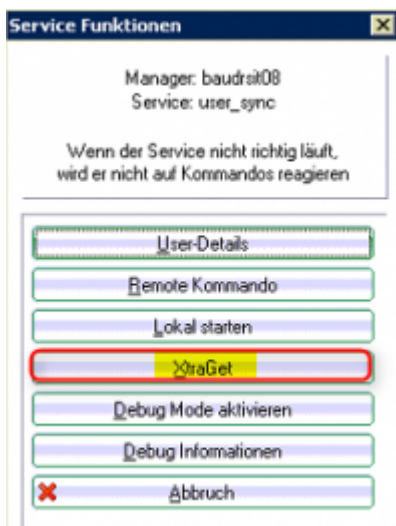 Service Funktionen
Manager: baudrsit08
Service: user_sync
Wenn der Service nicht richtig läuft,
wird er nicht auf Kommandos reagieren
User-Details
Remote Kommando
Lokal starten
XtraGet
Debug Mode aktivieren
Debug Informationen
Abbruch